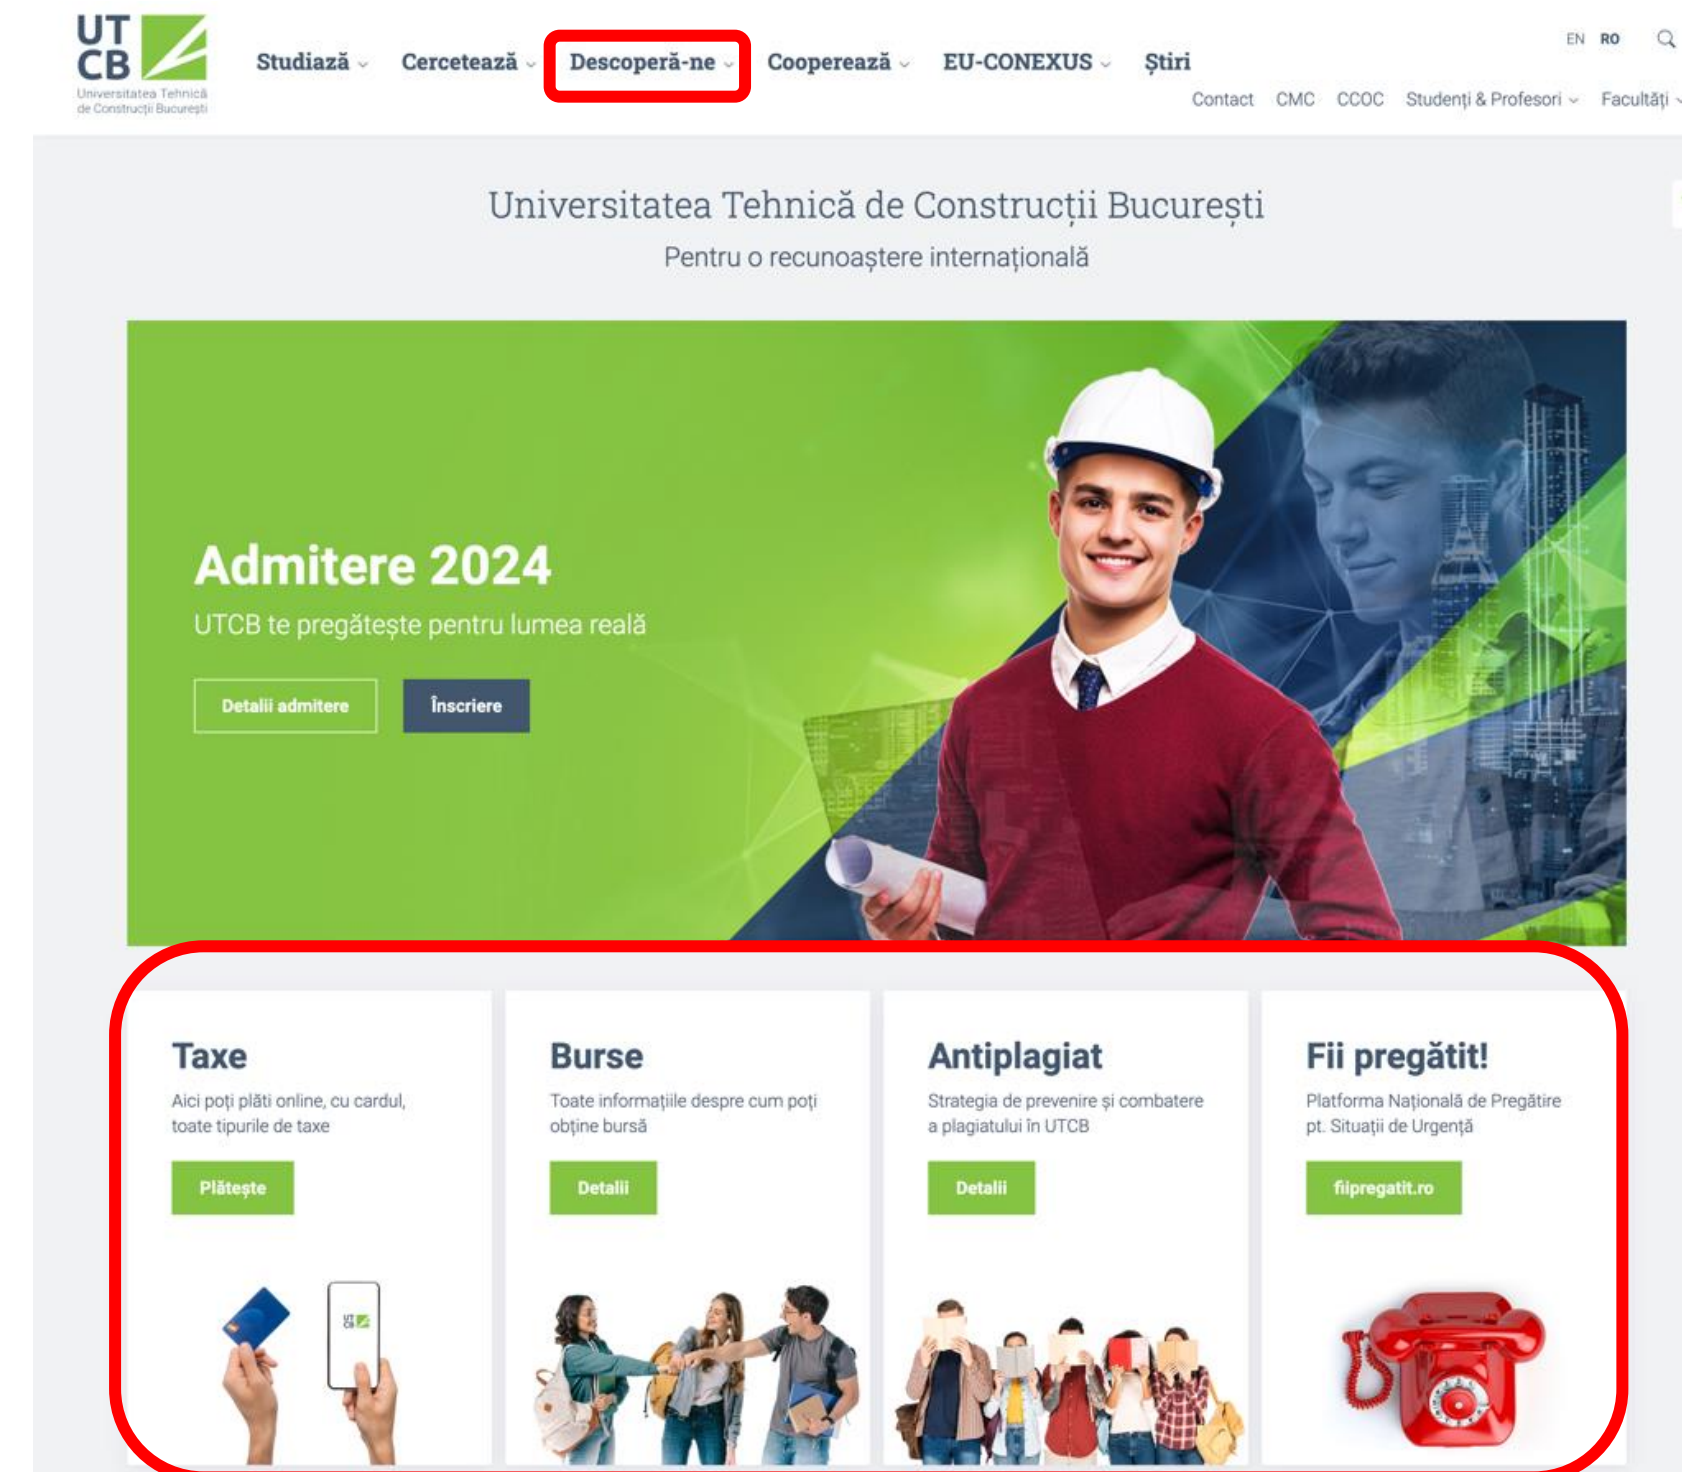 UT
CB
Universitatea Tehnică
de Construcții București
Studiază
Cercetează
Descoperă-ne
Cooperează
EU-CONEXUS
Știri
EN RO
Contact CMC CCOC Studenți & Profesori Facultăți
Universitatea Tehnică de Construcții București
Pentru o recunoaștere internațională
Admitere 2024
UTCB te pregătește pentru lumea reală
Detalii admitere
Înscriere
Taxe
Aici poți plăti online, cu cardul,
toate tipurile de taxe
Plătește
UT
CB
Burse
Toate informațiile despre cum poți
obține bursă
Detalii
Antiplagiat
Strategia de prevenire și combatere
a plagiatului în UTCB
Detalii
Fii pregătit!
Platforma Națională de Pregătire
pt. Situații de Urgență
fiipregatit.ro